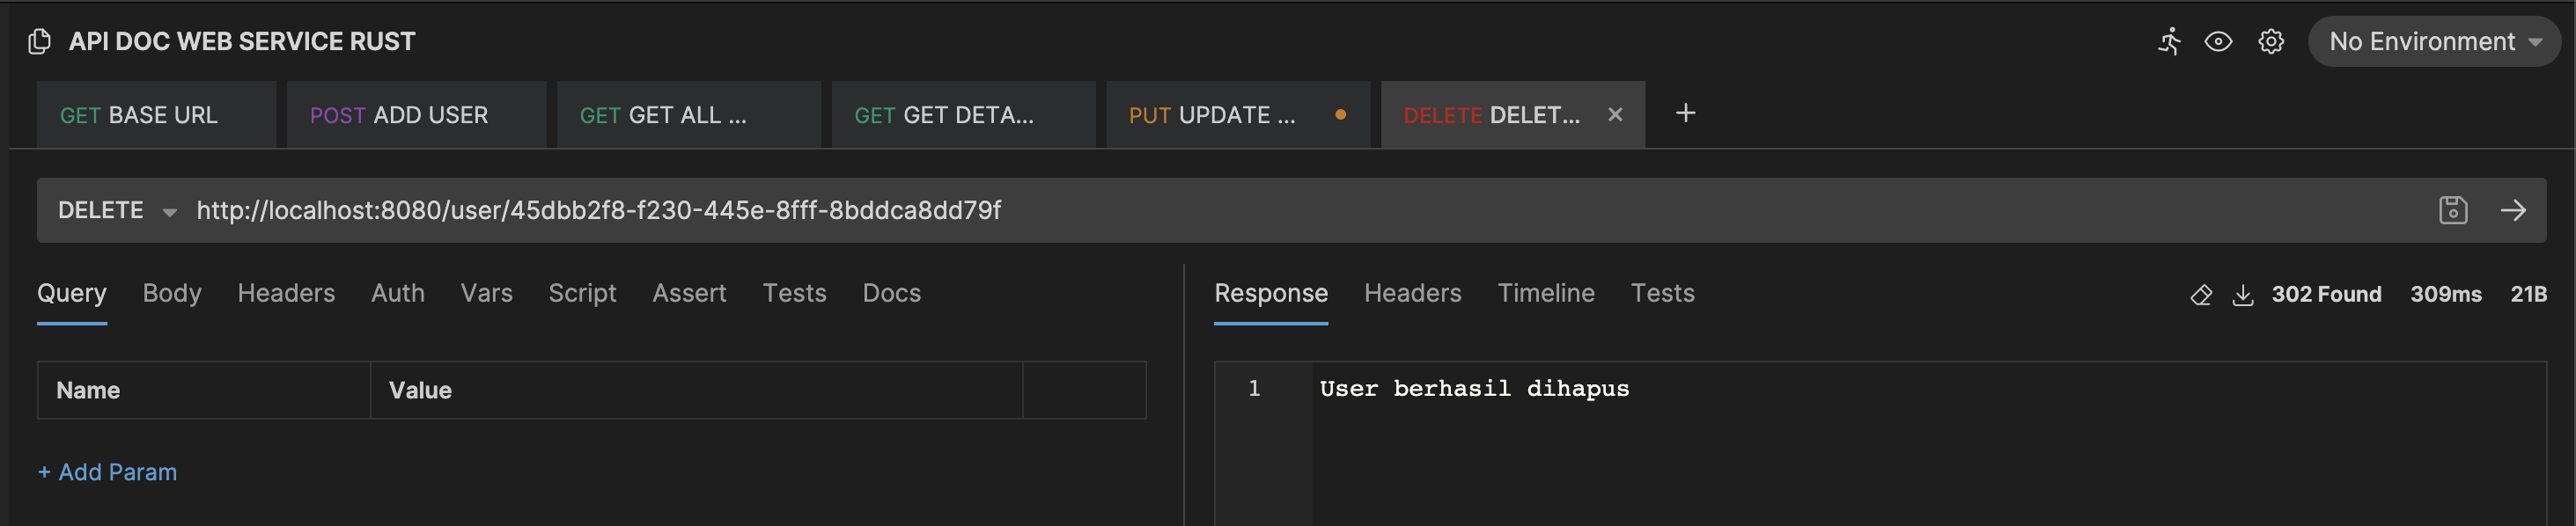 API DOC WEB SERVICE RUST
No Environment
GET BASE URL
POST ADD USER
GET GET ALL ...
GET GET DETA...
PUT UPDATE ...
DELETE DELET...
DELETE http://localhost:8080/user/45dbb2f8-f230-445e-8fff-8bddca8dd79f
Query Body Headers Auth Vars Script Assert Tests Docs
Name Value
+ Add Param
Response Headers Timeline Tests 302 Found 309ms 21B
1 User berhasil dihapus